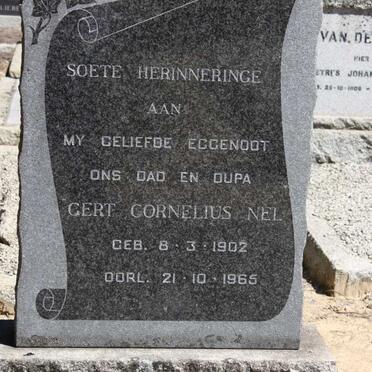 SOETE HERINNERINGE
AAN
MY GELIEFDE EGGENOOT
ONS DAD EN OUPA
GERT CORNELIUS NEL
GEB. 8-3-1902
OORL. 21-10-1965
VAN DE
HIER